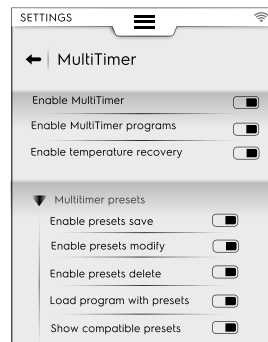 SETTINGS
MultiTimer
Enable MultiTimer
Enable MultiTimer programs
Enable temperature recovery
Multitimer presets
Enable presets save
Enable presets modify
Enable presets delete
Load program with presets
Show compatible presets